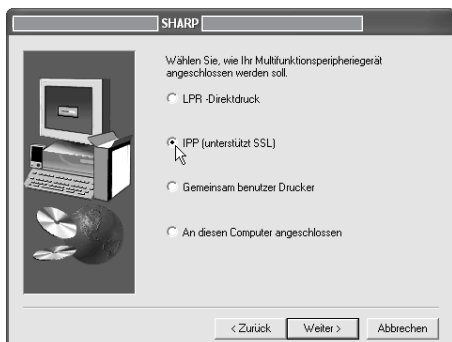 SHARP
Wählen Sie, wie Ihr Multifunktionsperipheriegerät
angeschlossen werden soll.
LPR -Direktdruck
IPP (unterstützt SSL)
Gemeinsam benutzer Drucker
An diesen Computer angeschlossen
< Zurück Weiter > Abbrechen